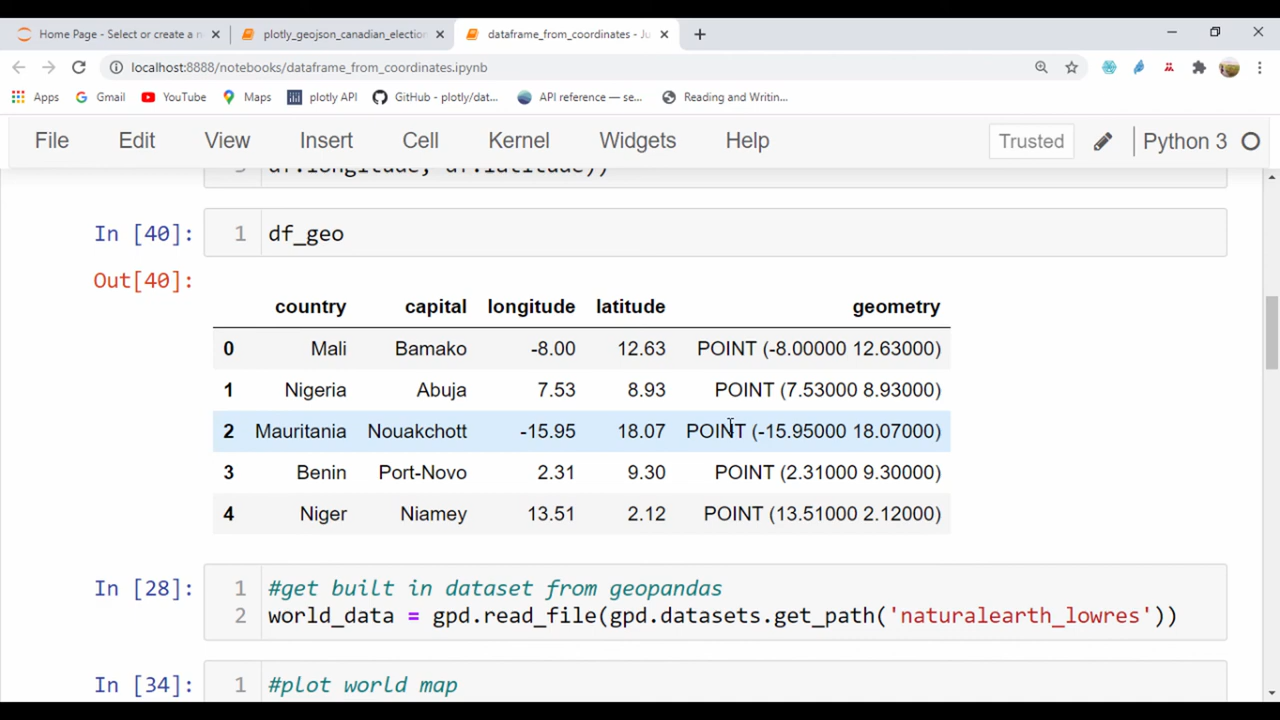 Home Page - Select or create a n
plotly_geojson_canadian_election
dataframe_from_coordinates - Ju
localhost:8888/notebooks/dataframe_from_coordinates.ipynb
Apps Gmail YouTube Maps plotly API GitHub - plotly/dat... API reference — se... Reading and Writin...
File Edit View Insert Cell Kernel Widgets Help Trusted Python 3
3 df.longitude, df.latitude))
In [40]: 1 df_geo
Out[40]:
country capital longitude latitude geometry
0 Mali Bamako -8.00 12.63 POINT (-8.00000 12.63000)
1 Nigeria Abuja 7.53 8.93 POINT (7.53000 8.93000)
2 Mauritania Nouakchott -15.95 18.07 POINT (-15.95000 18.07000)
3 Benin Port-Novo 2.31 9.30 POINT (2.31000 9.30000)
4 Niger Niamey 13.51 2.12 POINT (13.51000 2.12000)
In [28]: 1 #get built in dataset from geopandas
2 world_data = gpd.read_file(gpd.datasets.get_path('naturalearth_lowres'))
In [34]: 1 #plot world map